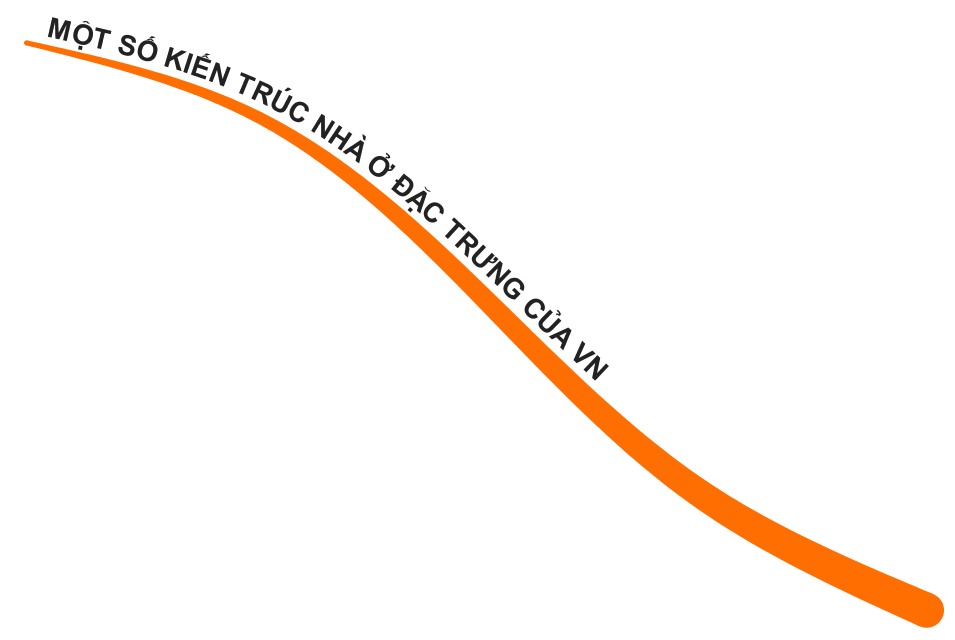 MỘT SỐ KIẾN TRÚC NHÀ Ở ĐẶC TRƯNG CỦA VN